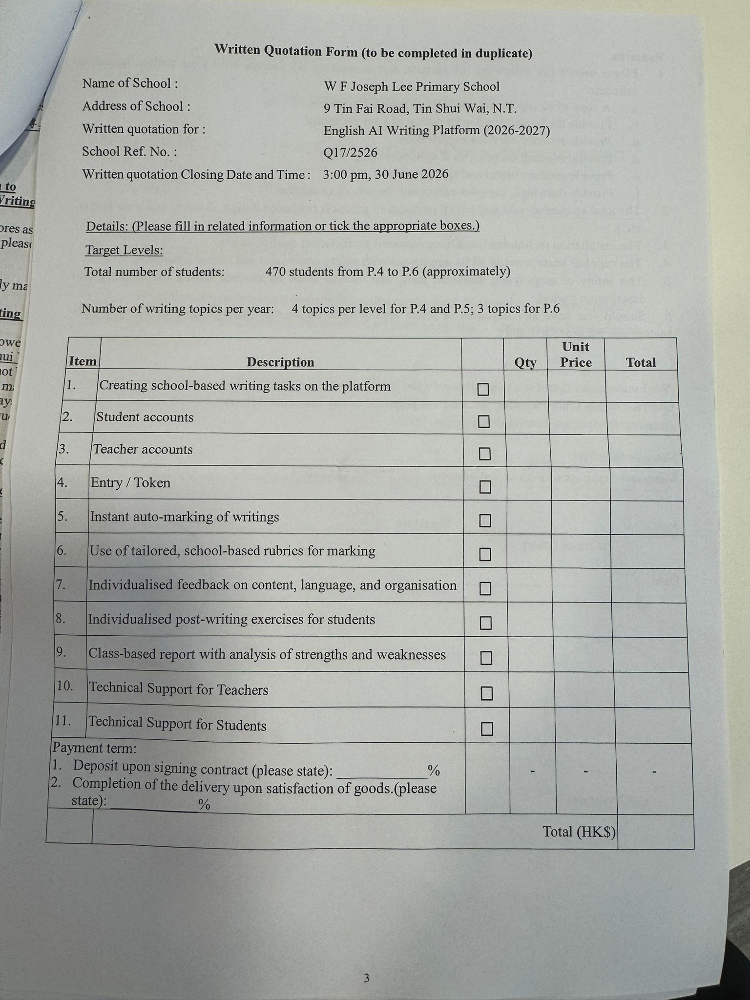 Written Quotation Form (to be completed in duplicate)
Name of School : W F Joseph Lee Primary School
Address of School : 9 Tin Fai Road, Tin Shui Wai, N.T.
Written quotation for : English AI Writing Platform (2026-2027)
School Ref. No. : Q17/2526
Written quotation Closing Date and Time : 3:00 pm, 30 June 2026
Details: (Please fill in related information or tick the appropriate boxes.)
Target Levels:
Total number of students: 470 students from P.4 to P.6 (approximately)
Number of writing topics per year: 4 topics per level for P.4 and P.5; 3 topics for P.6
Item Description Qty Unit Price Total
1. Creating school-based writing tasks on the platform ☐
2. Student accounts ☐
3. Teacher accounts ☐
4. Entry / Token ☐
5. Instant auto-marking of writings ☐
6. Use of tailored, school-based rubrics for marking ☐
7. Individualised feedback on content, language, and organisation ☐
8. Individualised post-writing exercises for students ☐
9. Class-based report with analysis of strengths and weaknesses ☐
10. Technical Support for Teachers ☐
11. Technical Support for Students ☐
Payment term:
1. Deposit upon signing contract (please state): ____________% - - -
2. Completion of the delivery upon satisfaction of goods.(please
state): ____________%
Total (HK$)
3